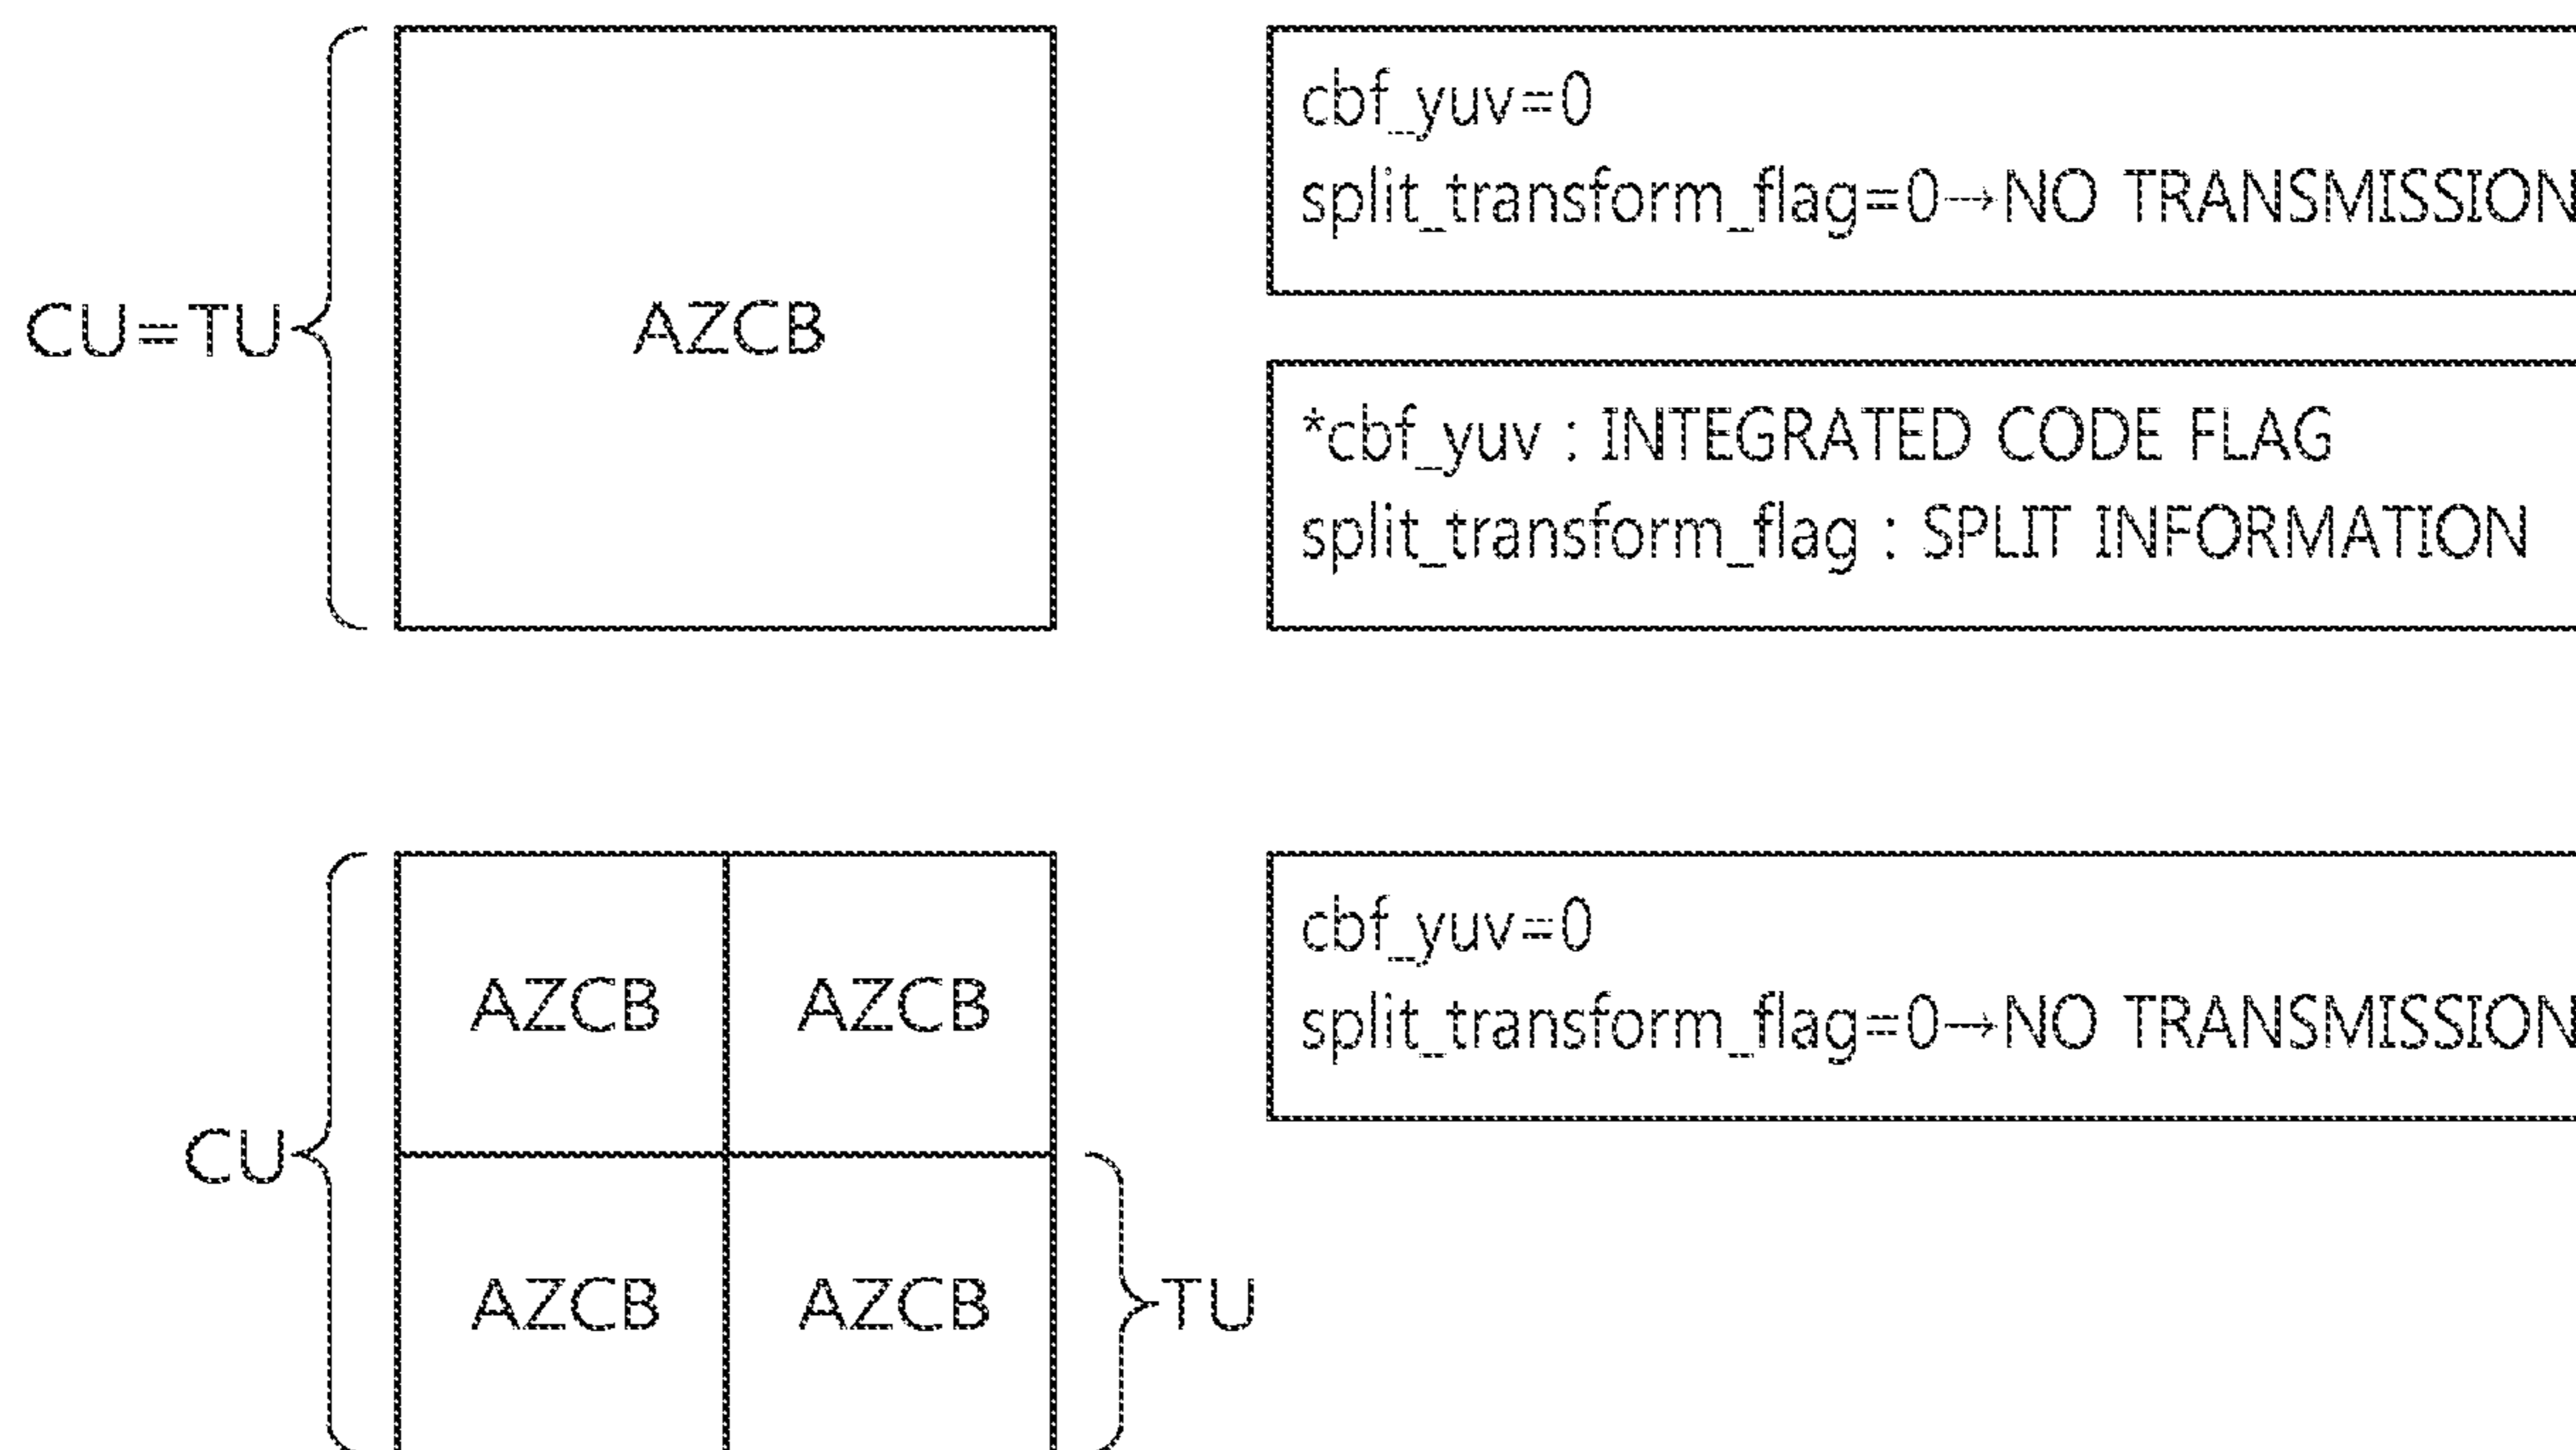 CU=TU
AZCB
cbf_yuv=0
split_transform_flag=0→NO TRANSMISSION
*cbf_yuv : INTEGRATED CODE FLAG
split_transform_flag : SPLIT INFORMATION
CU
AZCB AZCB
AZCB AZCB
TU
cbf_yuv=0
split_transform_flag=0→NO TRANSMISSION